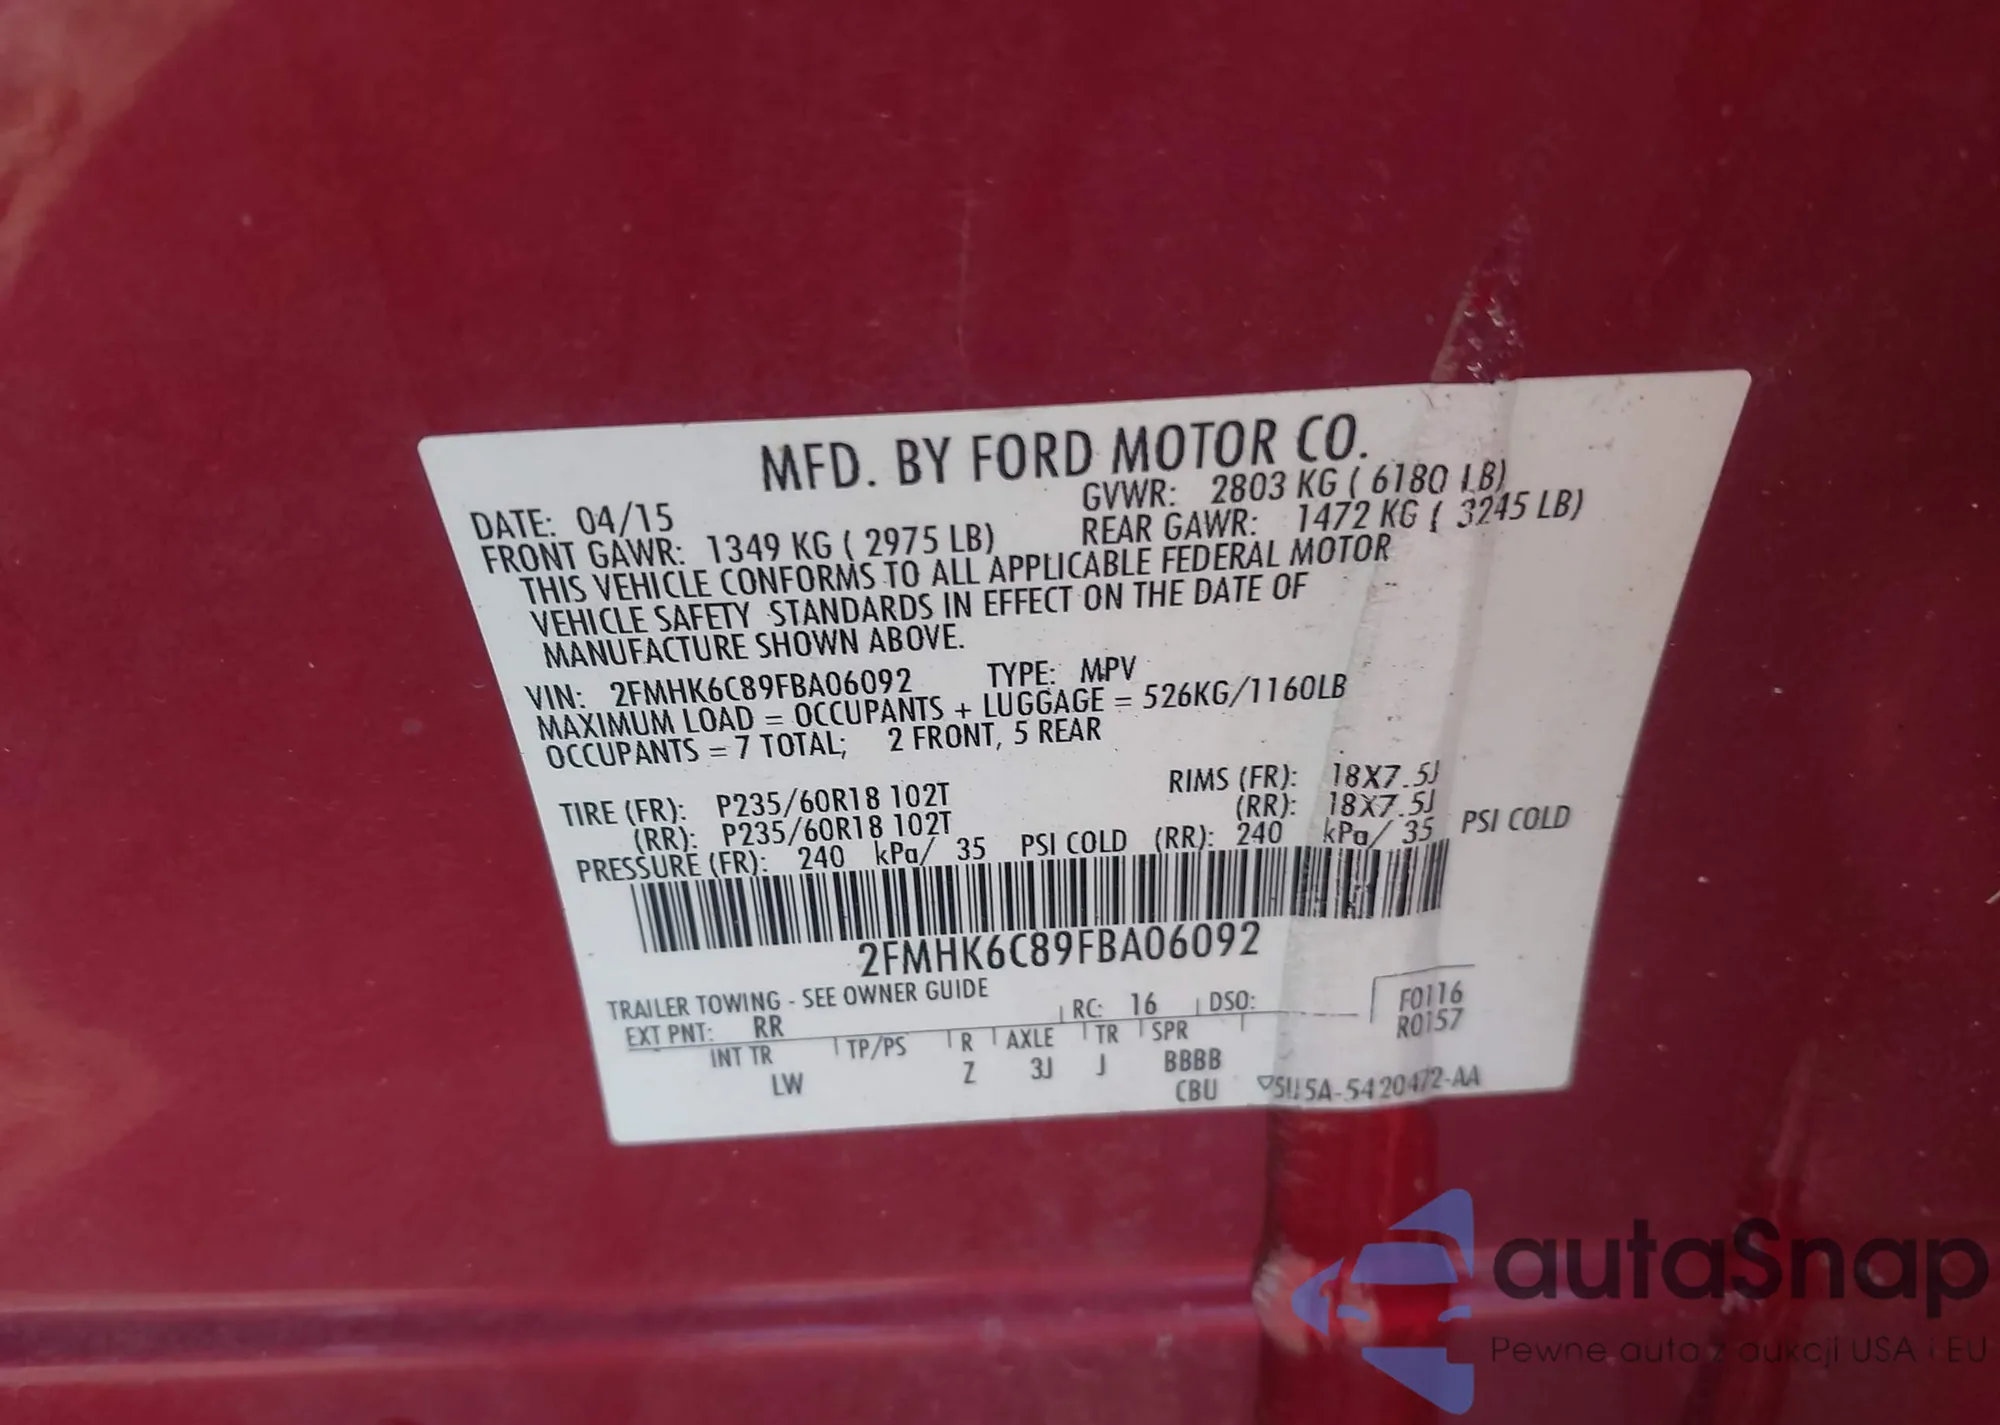 MFD. BY FORD MOTOR CO.
DATE: 04/15 GVWR: 2803 KG ( 6180 LB)
FRONT GAWR: 1349 KG ( 2975 LB) REAR GAWR: 1472 KG ( 3245 LB)
THIS VEHICLE CONFORMS TO ALL APPLICABLE FEDERAL MOTOR
VEHICLE SAFETY STANDARDS IN EFFECT ON THE DATE OF
MANUFACTURE SHOWN ABOVE.
VIN: 2FMHK6C89FBA06092 TYPE: MPV
MAXIMUM LOAD = OCCUPANTS + LUGGAGE = 526KG/1160LB
OCCUPANTS = 7 TOTAL; 2 FRONT, 5 REAR
TIRE (FR): P235/60R18 102T RIMS (FR): 18X7.5J
(RR): P235/60R18 102T (RR): 18X7.5J
PRESSURE (FR): 240 kPa/ 35 PSI COLD (RR): 240 kPa/ 35 PSI COLD
2FMHK6C89FBA06092
TRAILER TOWING - SEE OWNER GUIDE
EXT PNT: RR RC: 16 DSO: F0116
R0157
INT TR TP/PS R AXLE TR SPR
LW Z 3J J BBBB
CBU
autaSnap
Pewne auta z aukcji USA i EU